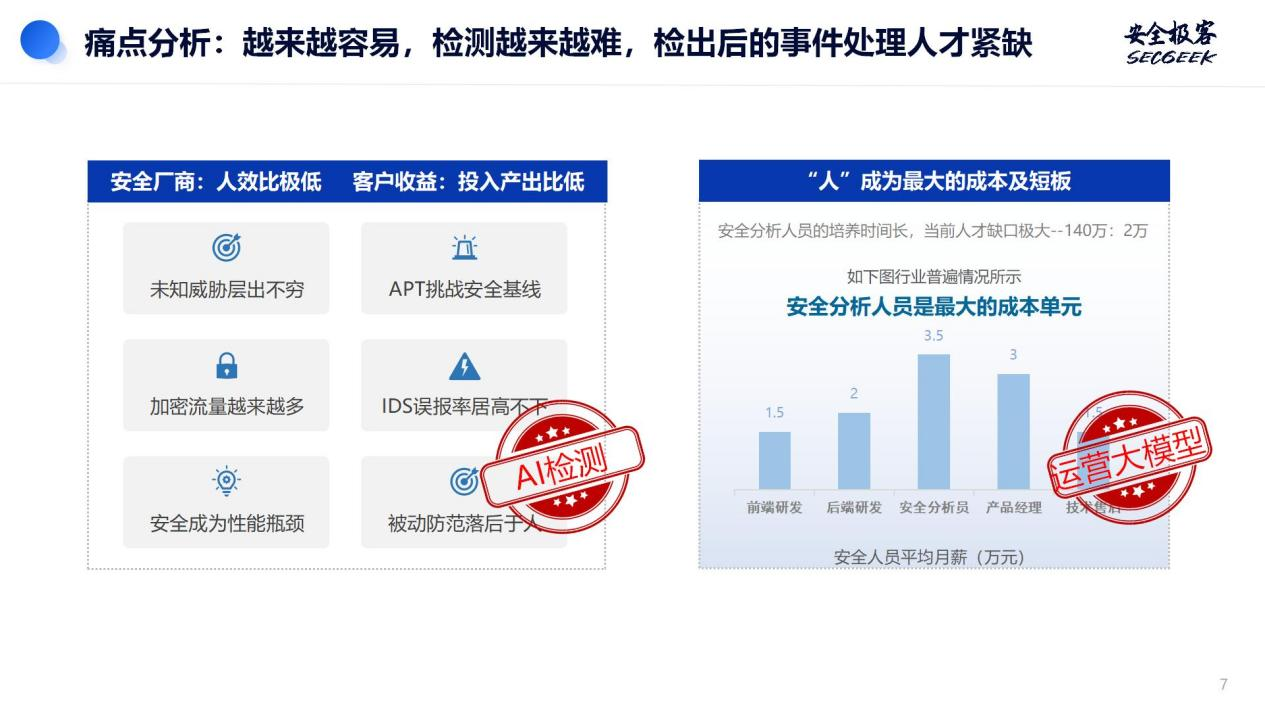 痛点分析：越来越容易，检测越来越难，检出后的事件处理人才紧缺
安全极客
SECGEEK
安全厂商：人效比极低 客户收益：投入产出比低
未知威胁层出不穷
APT挑战安全基线
加密流量越来越多
IDS误报率居高不下
安全成为性能瓶颈
被动防范落后于人
AI检测
“人”成为最大的成本及短板
安全分析人员的培养时间长，当前人才缺口极大--140万：2万
如下图行业普遍情况所示
安全分析人员是最大的成本单元
1.5
2
3.5
3
1.5
前端研发
后端研发
安全分析员
产品经理
技术售后
运营大模型
安全人员平均月薪（万元）
7